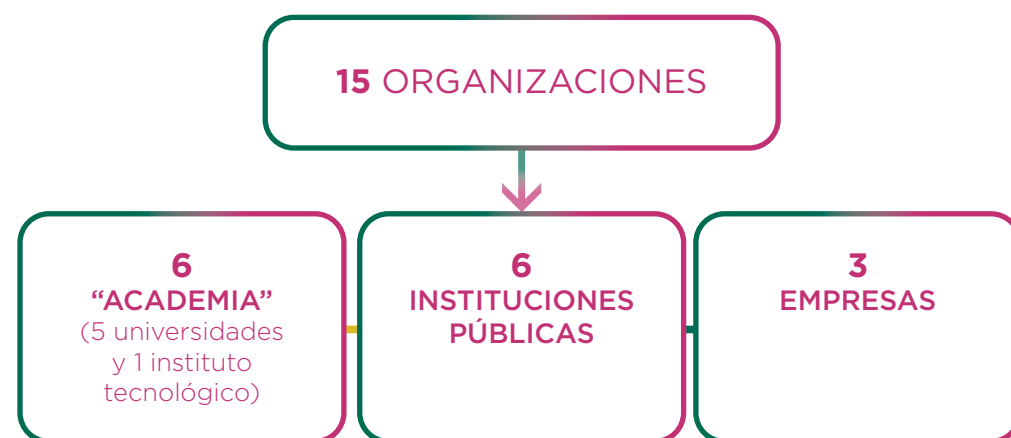 15 ORGANIZACIONES
6
“ACADEMIA”
(5 universidades
y 1 instituto
tecnológico)
6
INSTITUCIONES
PÚBLICAS
3
EMPRESAS